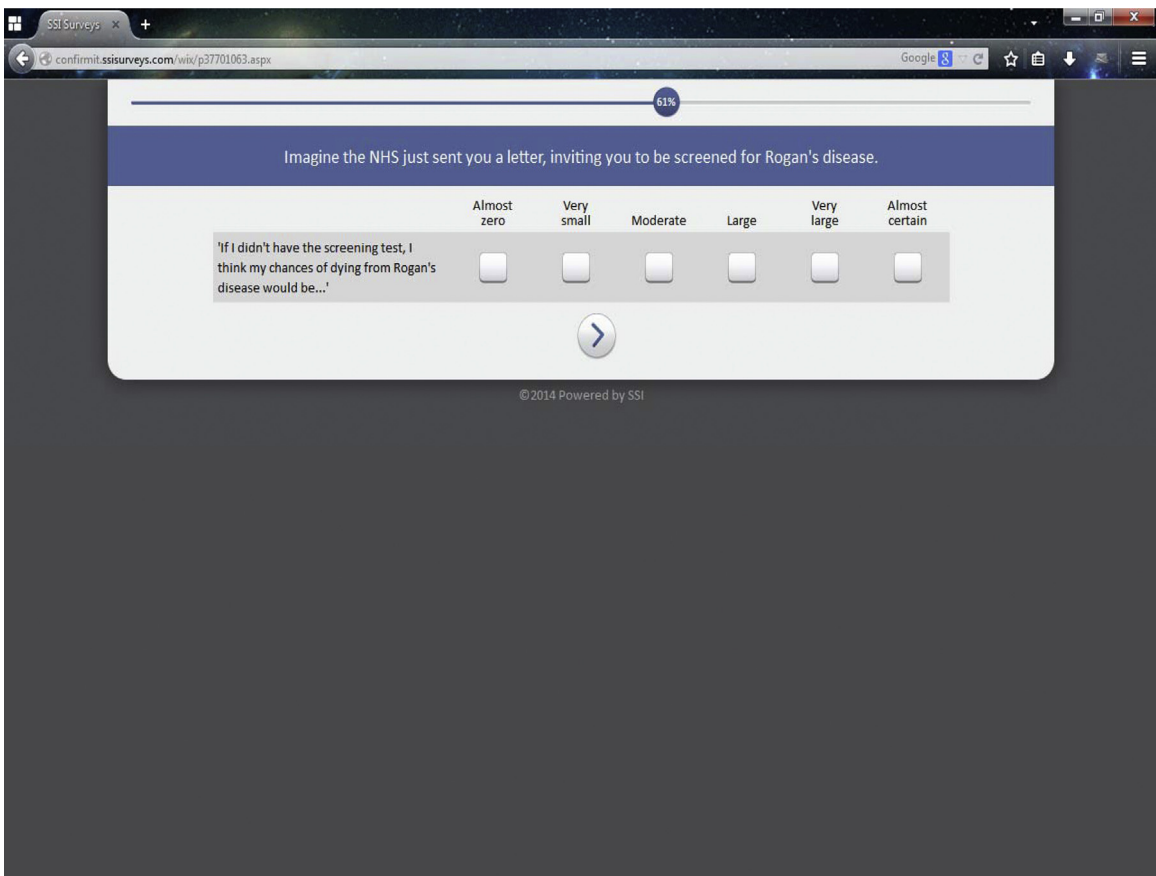 SSI Surveys
confirmit.ssisurveys.com/wix/p37701063.aspx
Google 8
61%
Imagine the NHS just sent you a letter, inviting you to be screened for Rogan's disease.
Almost zero
Very small
Moderate
Large
Very large
Almost certain
'If I didn't have the screening test, I
think my chances of dying from Rogan's
disease would be...'
©2014 Powered by SSI